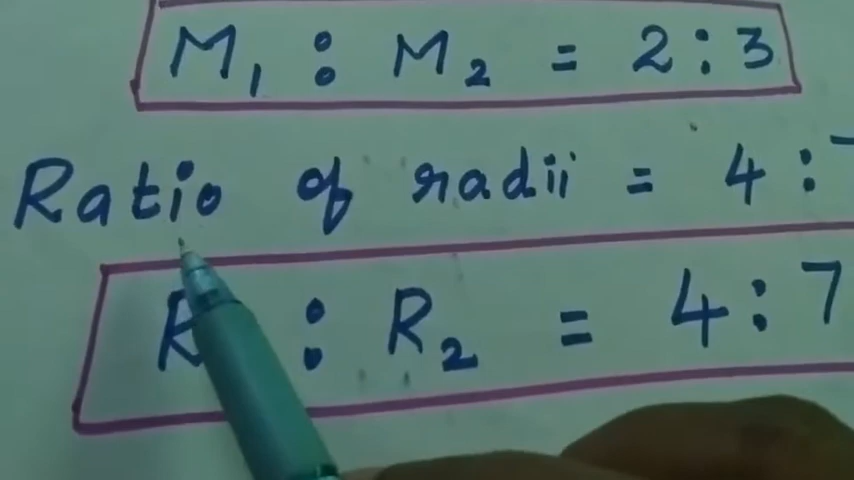 M₁ : M₂ = 2:3
Ratio of radii = 4:
R : R₂ = 4:7